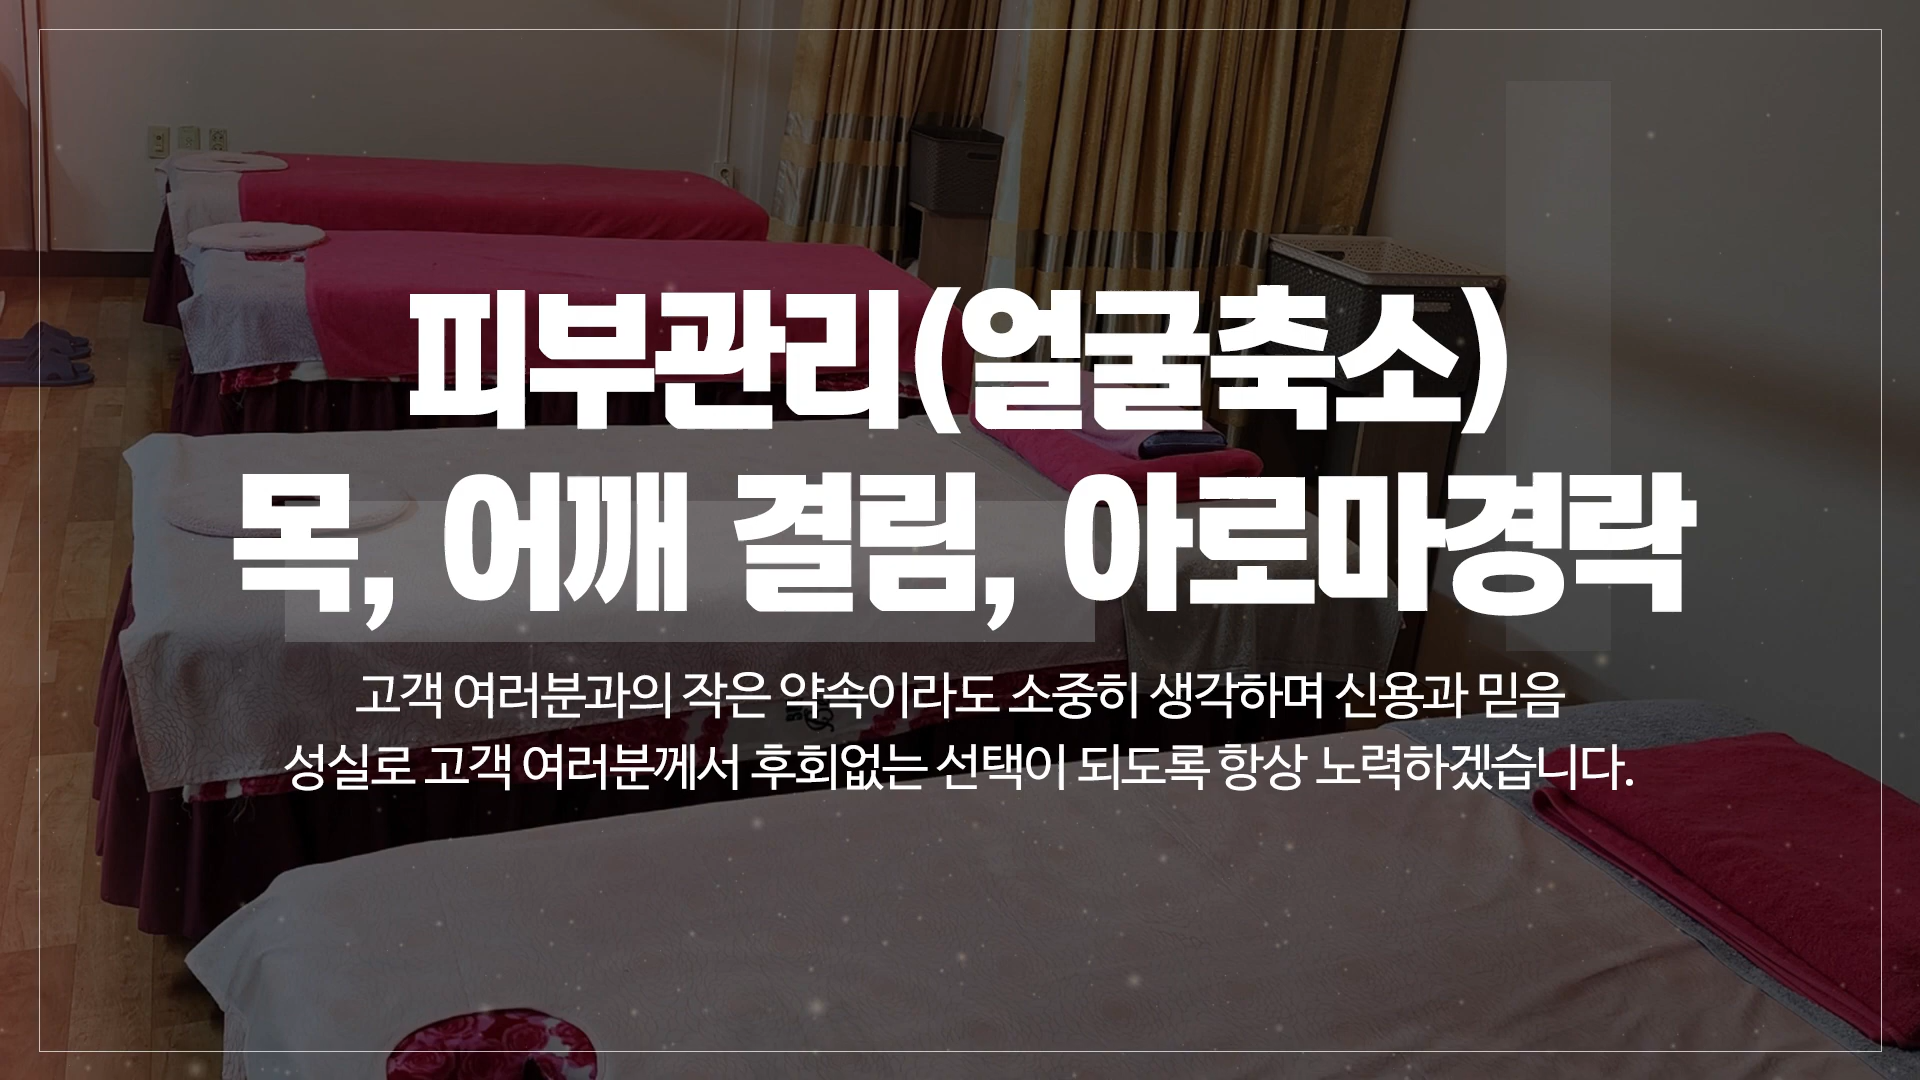 피부관리(얼굴축소)
목, 어깨 결림, 아로마경락
고객 여러분과의 작은 약속이라도 소중히 생각하며 신용과 믿음
성실로 고객 여러분께서 후회없는 선택이 되도록 항상 노력하겠습니다.